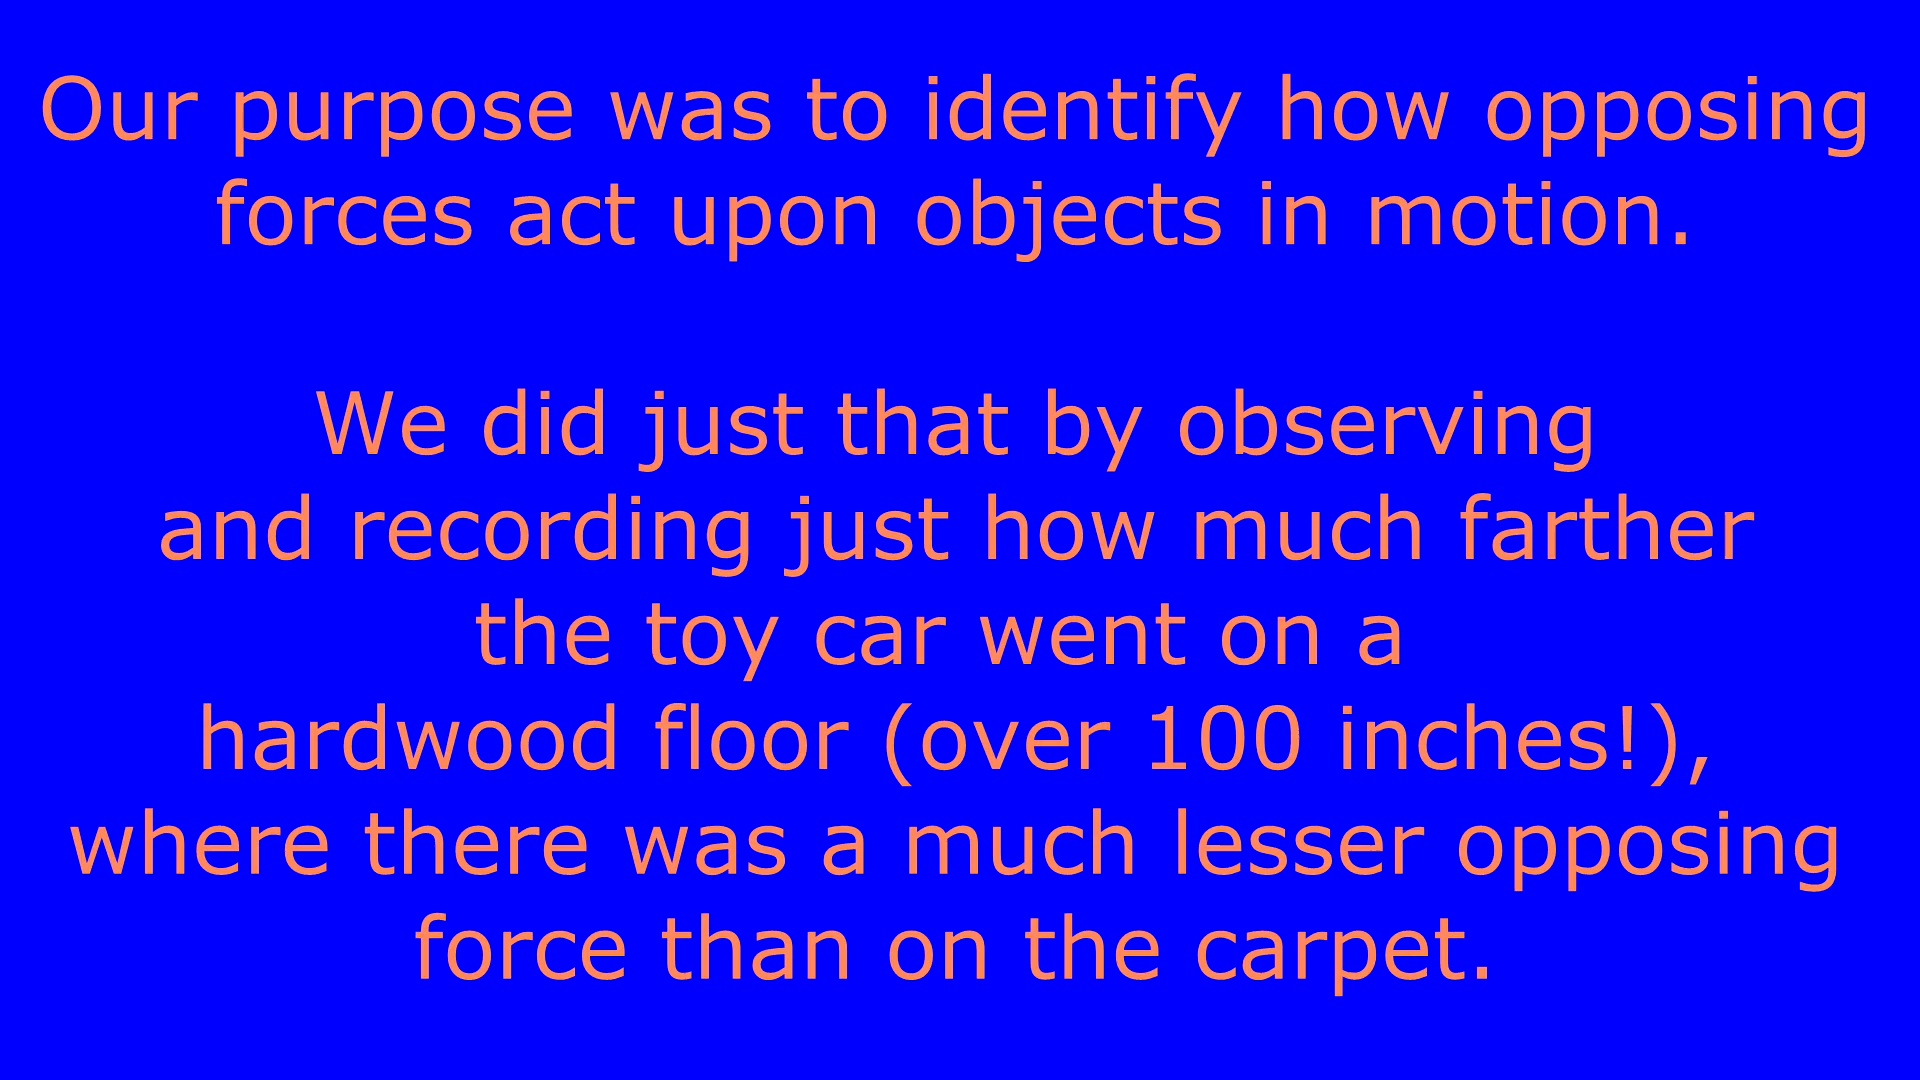 Our purpose was to identify how opposing
forces act upon objects in motion.
We did just that by observing
and recording just how much farther
the toy car went on a
hardwood floor (over 100 inches!),
where there was a much lesser opposing
force than on the carpet.